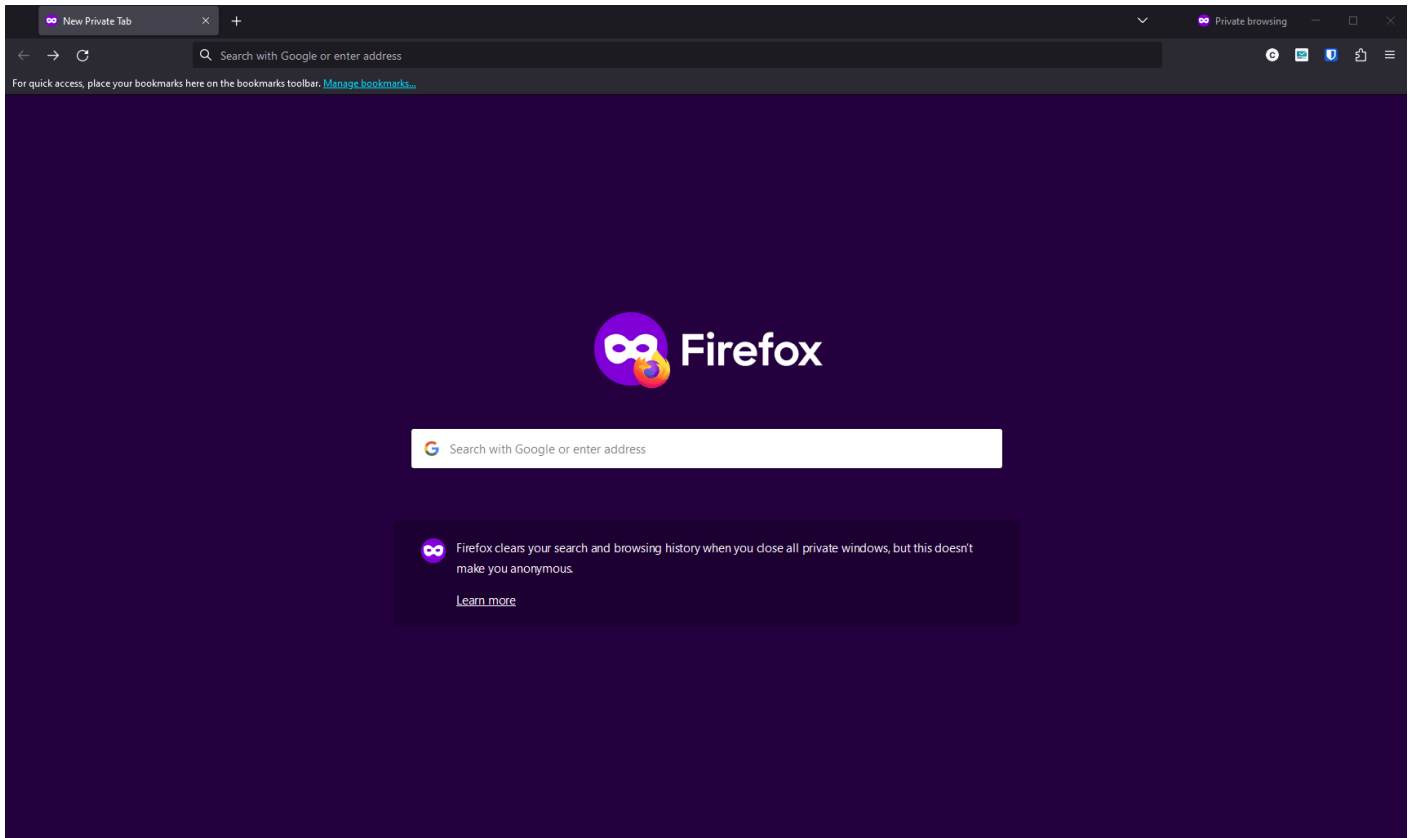 New Private Tab
Private browsing
Search with Google or enter address
For quick access, place your bookmarks here on the bookmarks toolbar. Manage bookmarks...
Firefox
Search with Google or enter address
Firefox clears your search and browsing history when you close all private windows, but this doesn't
make you anonymous.
Learn more